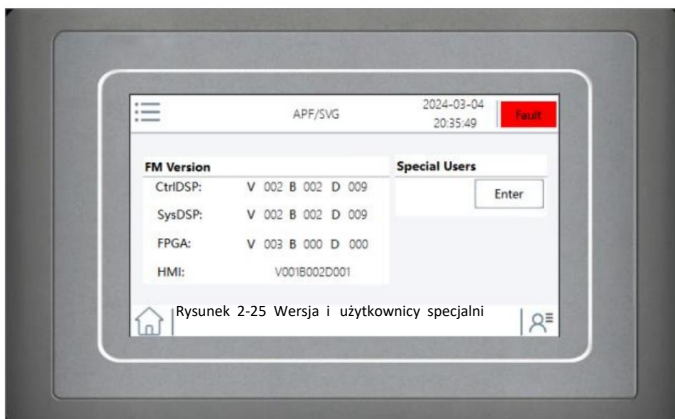 APF/SVG
2024-03-04
20:35:49
Fault
FM Version
CtrlDSP: V 002 B 002 D 009
SysDSP: V 002 B 002 D 009
FPGA: V 003 B 000 D 000
HMI: V001B002D001
Special Users
Enter
Rysunek 2-25 Wersja i użytkownicy specjalni